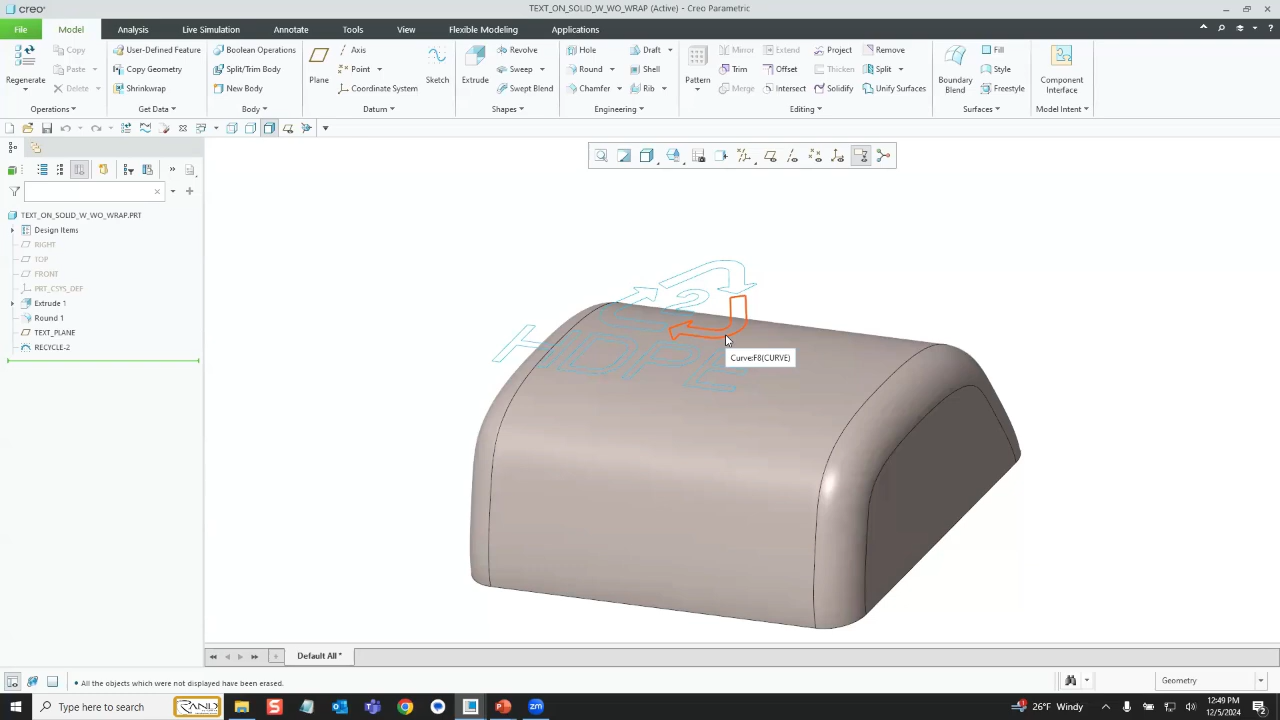 creo
TEXT_ON_SOLID_W_WO_WRAP (Active) - Creo Parametric
File Model Analysis Live Simulation Annotate Tools View Flexible Modeling Applications
Regenerate
Copy
Paste
Delete
Operations
User-Defined Feature
Copy Geometry
Shrinkwrap
Get Data
Boolean Operations
Split/Trim Body
New Body
Body
Plane
Axis
Point
Coordinate System
Sketch
Datum
Extrude
Revolve
Sweep
Swept Blend
Shapes
Hole
Round
Chamfer
Draft
Shell
Rib
Engineering
Pattern
Mirror
Trim
Merge
Extend
Offset
Intersect
Project
Thicken
Solidify
Remove
Split
Unify Surfaces
Editing
Boundary Blend
Fill
Style
Freestyle
Surfaces
Component Interface
Model Intent
TEXT_ON_SOLID_W_WO_WRAP.PRT
Design Items
RIGHT
TOP
FRONT
PRT_CSYS_DEF
Extrude 1
Round 1
TEXT_PLANE
RECYCLE-2
2
HDPE
Curve:F8(CURVE)
Default All *
All the objects which were not displayed have been erased.
Geometry
Type here to search
RAND
26°F Windy
12:49 PM
12/5/2024
2